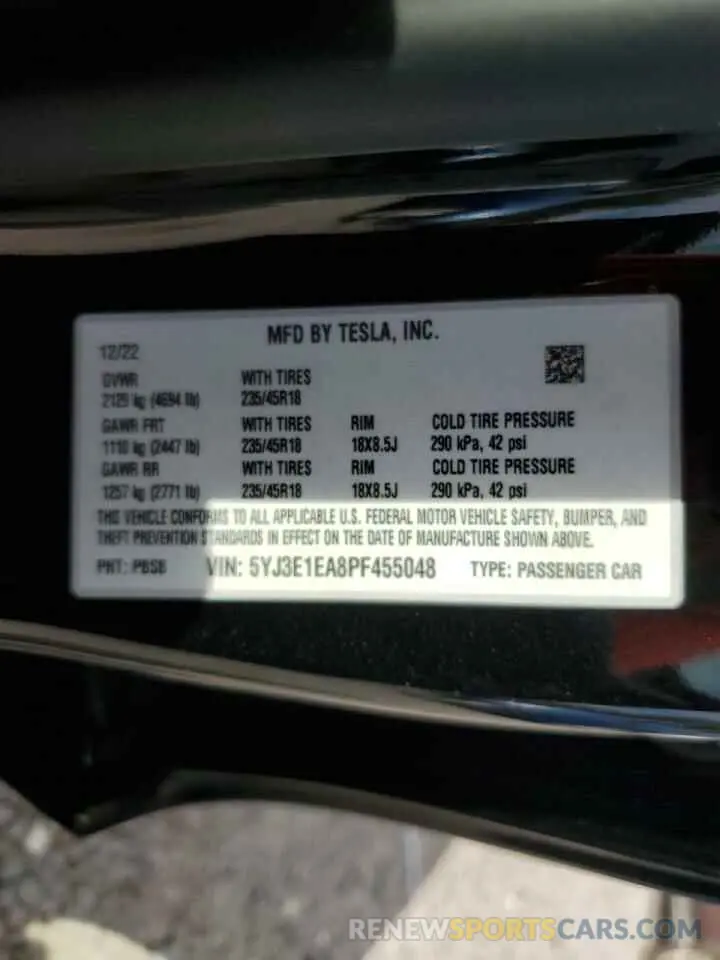 MFD BY TESLA, INC.
12/22
GVWR WITH TIRES
2129 kg (4694 lb) 235/45R18
GAWR FRT WITH TIRES RIM COLD TIRE PRESSURE
1110 kg (2447 lb) 235/45R18 18X8.5J 290 kPa, 42 psi
GAWR RR WITH TIRES RIM COLD TIRE PRESSURE
1257 kg (2771 lb) 235/45R18 18X8.5J 290 kPa, 42 psi
THIS VEHICLE CONFORMS TO ALL APPLICABLE U.S. FEDERAL MOTOR VEHICLE SAFETY, BUMPER, AND
THEFT PREVENTION STANDARDS IN EFFECT ON THE DATE OF MANUFACTURE SHOWN ABOVE.
PNT: PBSB VIN: 5YJ3E1EA8PF455048 TYPE: PASSENGER CAR
RENEWSPORTSCARS.COM